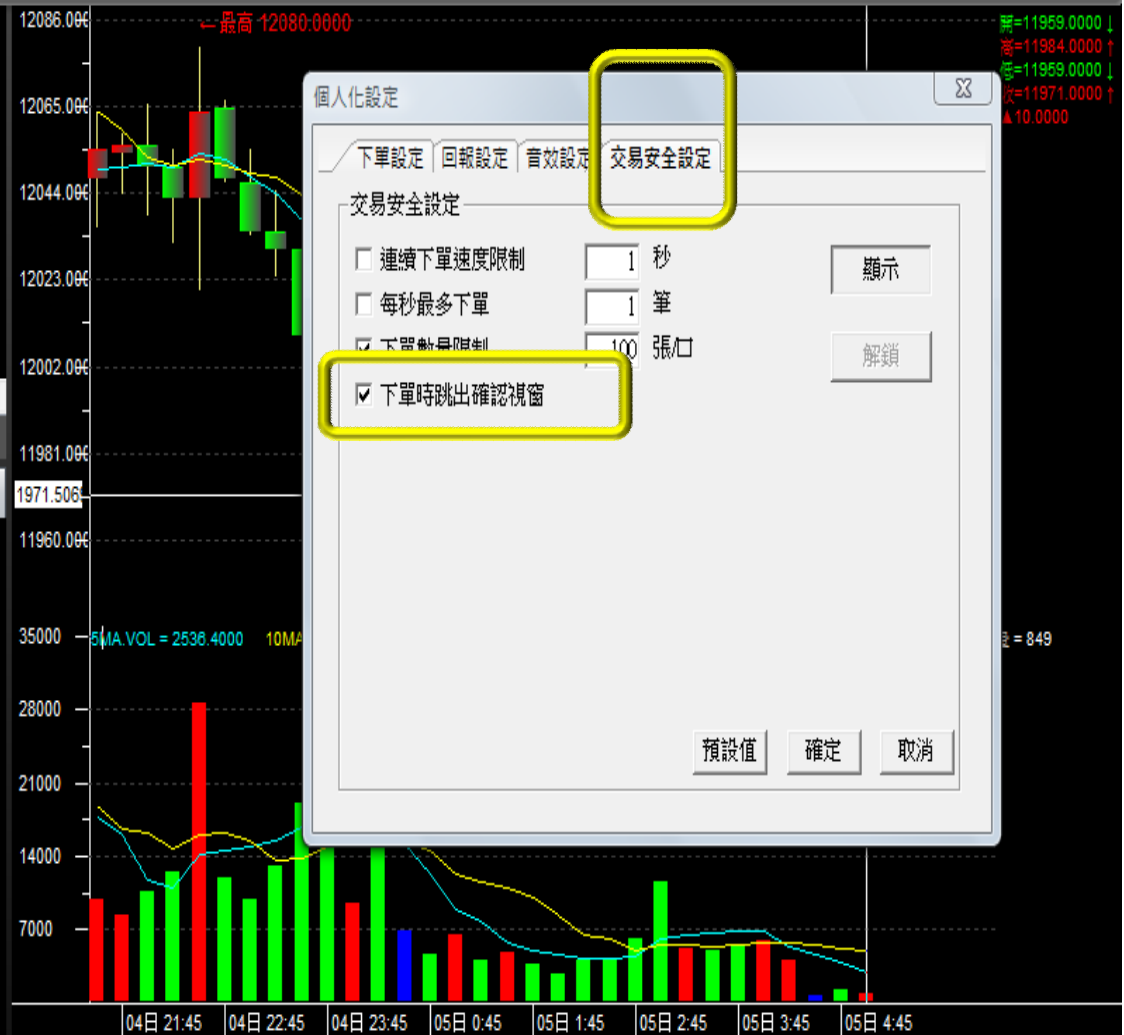 12086.00
←最高 12080.0000
開=11959.0000↓
高=11984.0000↑
低=11959.0000↓
收=11971.0000↑
▲10.0000
12065.00
12044.00
12023.00
12002.00
11981.00
1971.506
11960.00
個人化設定
下單設定 回報設定 音效設定 交易安全設定
交易安全設定
連續下單速度限制 1 秒
顯示
每秒最多下單 1 筆
下單數量限制 100 張/口
解鎖
下單時跳出確認視窗
預設值 確定 取消
35000
5MA.VOL = 2536.4000 10MA
量 = 849
28000
21000
14000
7000
04日 21:45 04日 22:45 04日 23:45 05日 0:45 05日 1:45 05日 2:45 05日 3:45 05日 4:45